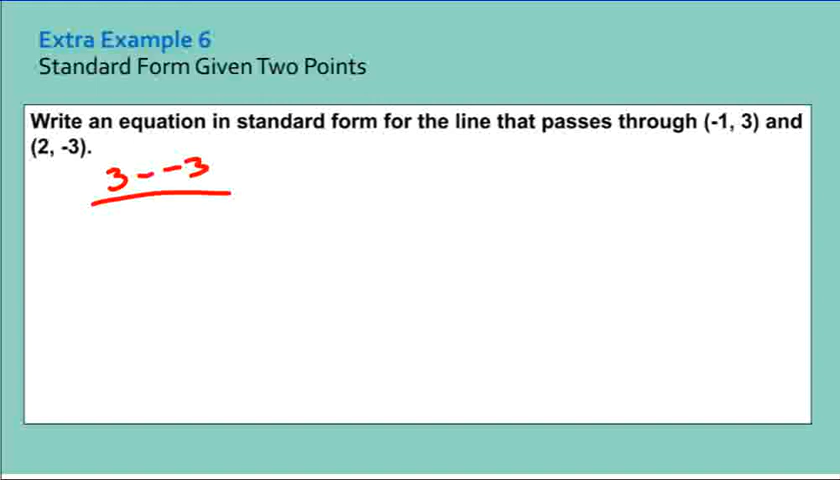 Extra Example 6
Standard Form Given Two Points
Write an equation in standard form for the line that passes through (-1, 3) and
(2, -3).
3 - -3